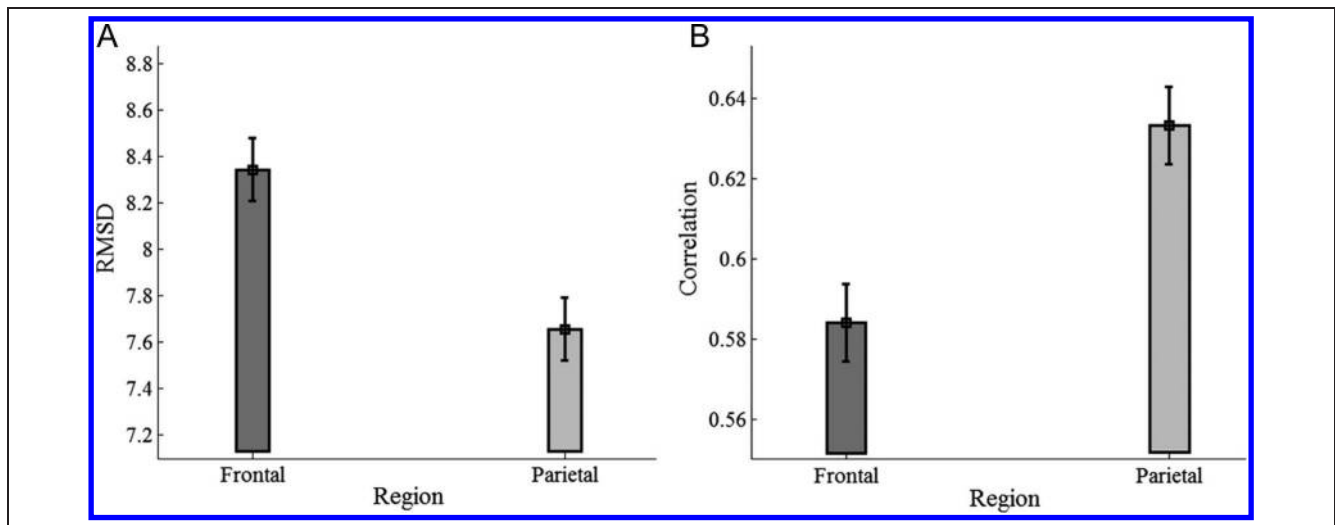 A
8.8
8.6
8.4
8.2
8
7.8
7.6
7.4
7.2
RMSD
Frontal
Parietal
Region
B
0.64
0.62
0.6
0.58
0.56
Correlation
Frontal
Parietal
Region